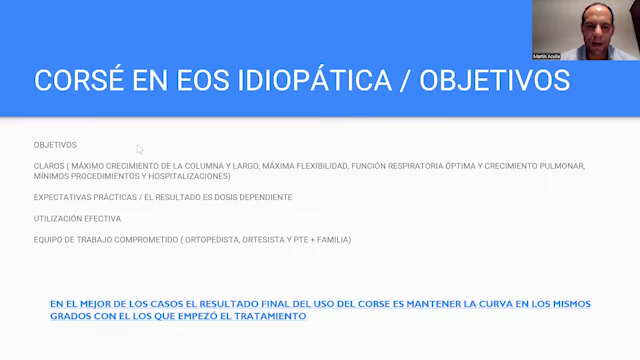 Martín Acuña
CORSÉ EN EOS IDIOPÁTICA / OBJETIVOS
OBJETIVOS
CLAROS ( MÁXIMO CRECIMIENTO DE LA COLUMNA Y LARGO, MÁXIMA FLEXIBILIDAD, FUNCIÓN RESPIRATORIA ÓPTIMA Y CRECIMIENTO PULMONAR,
MÍNIMOS PROCEDIMIENTOS Y HOSPITALIZACIONES)
EXPECTATIVAS PRÁCTICAS / EL RESULTADO ES DOSIS DEPENDIENTE
UTILIZACIÓN EFECTIVA
EQUIPO DE TRABAJO COMPROMETIDO ( ORTOPEDISTA, ORTESISTA Y PTE + FAMILIA)
EN EL MEJOR DE LOS CASOS EL RESULTADO FINAL DEL USO DEL CORSE ES MANTENER LA CURVA EN LOS MISMOS
GRADOS CON EL LOS QUE EMPEZÓ EL TRATAMIENTO